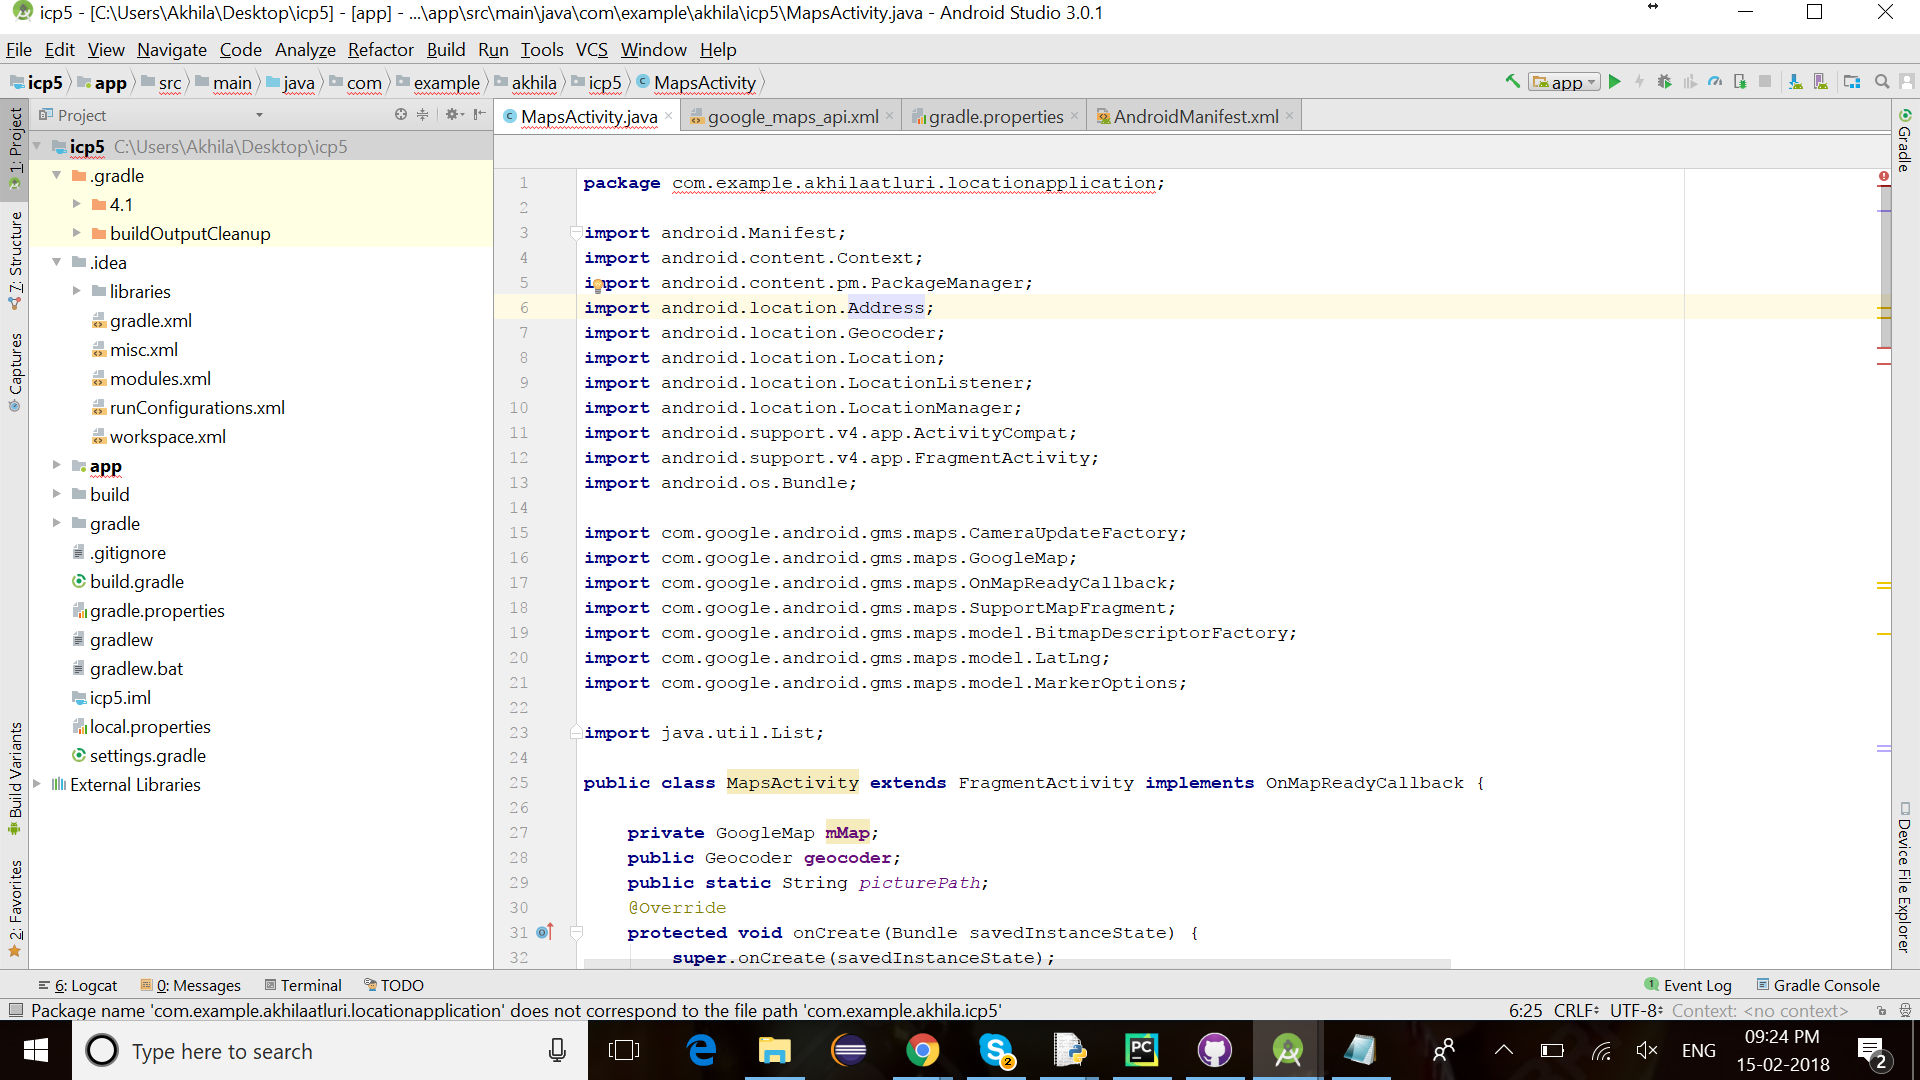 icp5 - [C:\Users\Akhila\Desktop\icp5] - [app] - ...\app\src\main\java\com\example\akhila\icp5\MapsActivity.java - Android Studio 3.0.1
File Edit View Navigate Code Analyze Refactor Build Run Tools VCS Window Help
icp5 app src main java com example akhila icp5 MapsActivity app
Project
MapsActivity.java google_maps_api.xml gradle.properties AndroidManifest.xml
1: Project
7: Structure
Captures
Build Variants
2: Favorites
icp5 C:\Users\Akhila\Desktop\icp5
.gradle
4.1
buildOutputCleanup
.idea
libraries
gradle.xml
misc.xml
modules.xml
runConfigurations.xml
workspace.xml
app
build
gradle
.gitignore
build.gradle
gradle.properties
gradlew
gradlew.bat
icp5.iml
local.properties
settings.gradle
External Libraries
1 package com.example.akhilaatluri.locationapplication;
2
3 import android.Manifest;
4 import android.content.Context;
5 import android.content.pm.PackageManager;
6 import android.location.Address;
7 import android.location.Geocoder;
8 import android.location.Location;
9 import android.location.LocationListener;
10 import android.location.LocationManager;
11 import android.support.v4.app.ActivityCompat;
12 import android.support.v4.app.FragmentActivity;
13 import android.os.Bundle;
14
15 import com.google.android.gms.maps.CameraUpdateFactory;
16 import com.google.android.gms.maps.GoogleMap;
17 import com.google.android.gms.maps.OnMapReadyCallback;
18 import com.google.android.gms.maps.SupportMapFragment;
19 import com.google.android.gms.maps.model.BitmapDescriptorFactory;
20 import com.google.android.gms.maps.model.LatLng;
21 import com.google.android.gms.maps.model.MarkerOptions;
22
23 import java.util.List;
24
25 public class MapsActivity extends FragmentActivity implements OnMapReadyCallback {
26
27 private GoogleMap mMap;
28 public Geocoder geocoder;
29 public static String picturePath;
30 @Override
31 protected void onCreate(Bundle savedInstanceState) {
32 super.onCreate(savedInstanceState);
Gradle
Device File Explorer
6: Logcat 0: Messages Terminal TODO 1 Event Log Gradle Console
Package name 'com.example.akhilaatluri.locationapplication' does not correspond to the file path 'com.example.akhila.icp5' 6:25 CRLF UTF-8 Context: <no context>
Type here to search
2
PC
ENG
09:24 PM
15-02-2018
2